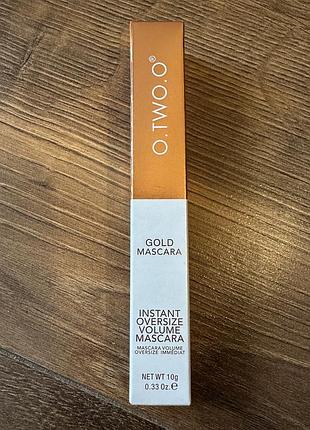 O.TWO.O®
GOLD
MASCARA
INSTANT
OVERSIZE
VOLUME
MASCARA
MASCARA VOLUME
OVERSIZE IMMÉDIAT
NET WT 10g
0.33 Oz.℮